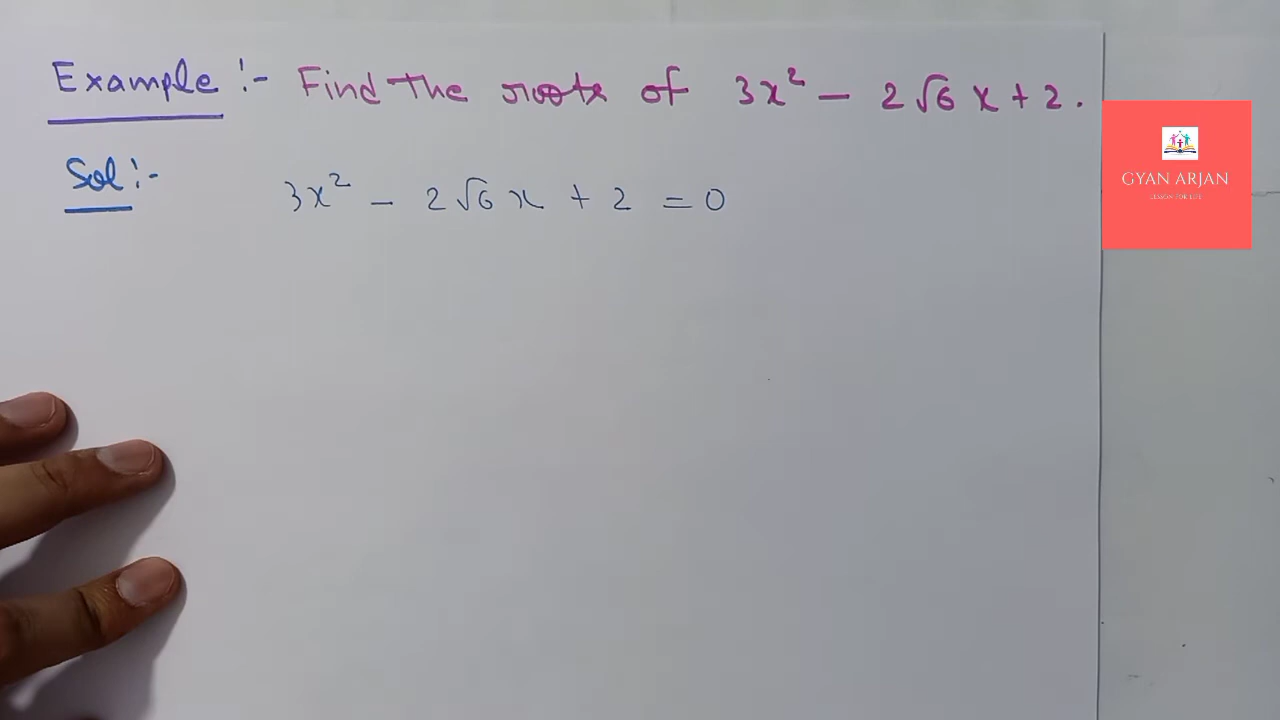 Example :- Find the roots of 3x² - 2√6 x + 2.
Sol :- 3x² - 2√6 x + 2 = 0
GYAN ARJAN